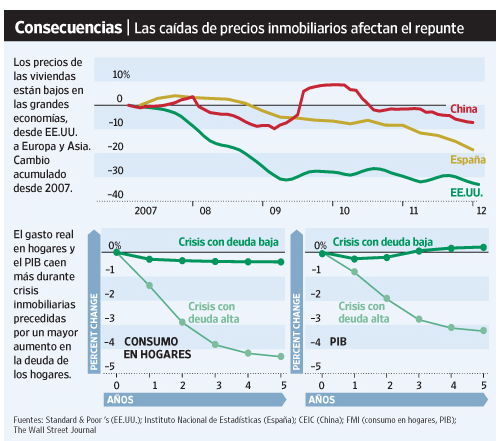 Consecuencias | Las caídas de precios inmobiliarios afectan el repunte
Los precios de
las viviendas
están bajos en
las grandes
economías,
desde EE.UU.
a Europa y Asia.
Cambio
acumulado
desde 2007.
10%
0
-10
-20
-30
-40
China
España
EE.UU.
2007
08
09
10
11
12
El gasto real
en hogares y
el PIB caen
más durante
crisis
inmobiliarias
precedidas
por un mayor
aumento en
la deuda de
los hogares.
PERCENT CHANGE
0%
-1
-2
-3
-4
-5
Crisis con deuda baja
Crisis con
deuda alta
CONSUMO
EN HOGARES
0 1 2 3 4 5
AÑOS
PERCENT CHANGE
0%
-1
-2
-3
-4
-5
Crisis con deuda baja
Crisis con
deuda alta
PIB
0 1 2 3 4 5
AÑOS
Fuentes: Standard & Poor 's (EE.UU.); Instituto Nacional de Estadísticas (España); CEIC (China); FMI (consumo en hogares, PIB);
The Wall Street Journal